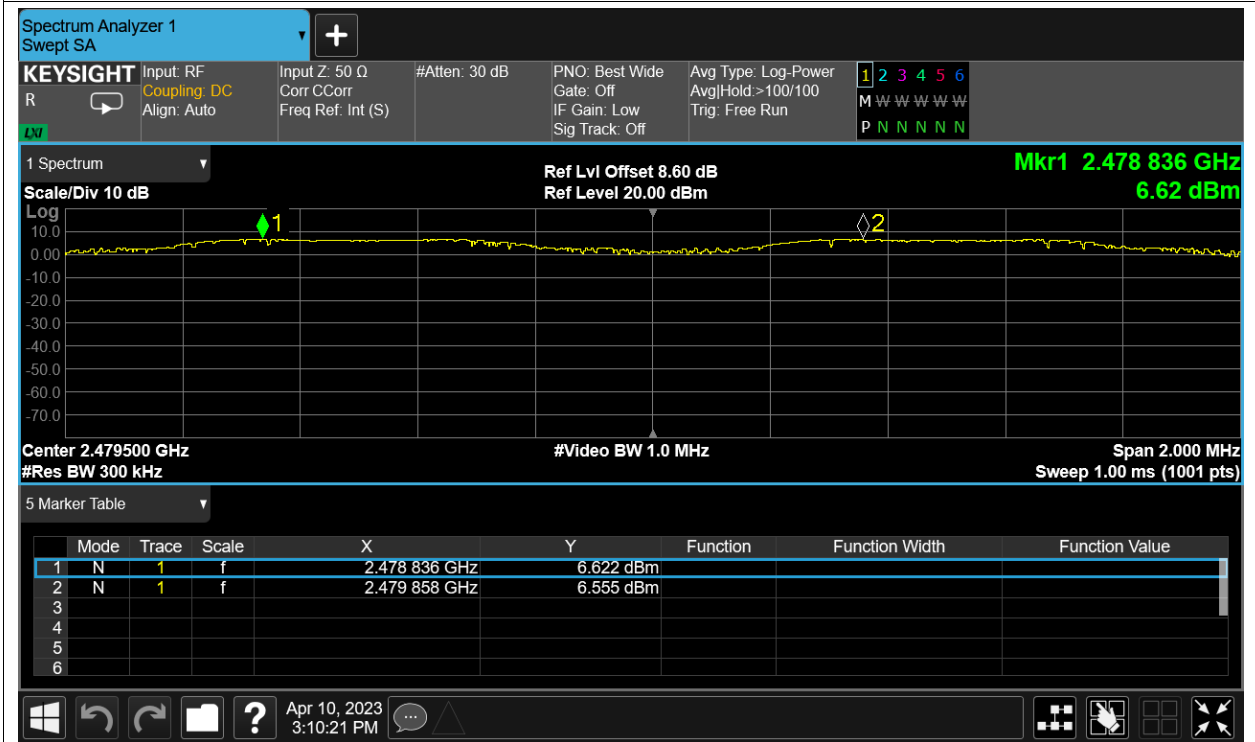 Spectrum Analyzer 1
Swept SA
+
KEYSIGHT
R
LXI
Input: RF
Coupling: DC
Align: Auto
Input Z: 50 Ω
Corr CCorr
Freq Ref: Int (S)
#Atten: 30 dB
PNO: Best Wide
Gate: Off
IF Gain: Low
Sig Track: Off
Avg Type: Log-Power
Avg|Hold:>100/100
Trig: Free Run
1 2 3 4 5 6
M W W W W W
P N N N N N
1 Spectrum
Scale/Div 10 dB
Ref Lvl Offset 8.60 dB
Ref Level 20.00 dBm
Mkr1 2.478 836 GHz
6.62 dBm
Log
1
2
10.0
0.00
-10.0
-20.0
-30.0
-40.0
-50.0
-60.0
-70.0
Center 2.479500 GHz
#Video BW 1.0 MHz
Span 2.000 MHz
#Res BW 300 kHz
Sweep 1.00 ms (1001 pts)
5 Marker Table
Mode Trace Scale X Y Function Function Width Function Value
1 N 1 f 2.478 836 GHz 6.622 dBm
2 N 1 f 2.479 858 GHz 6.555 dBm
3
4
5
6
?
Apr 10, 2023
3:10:21 PM